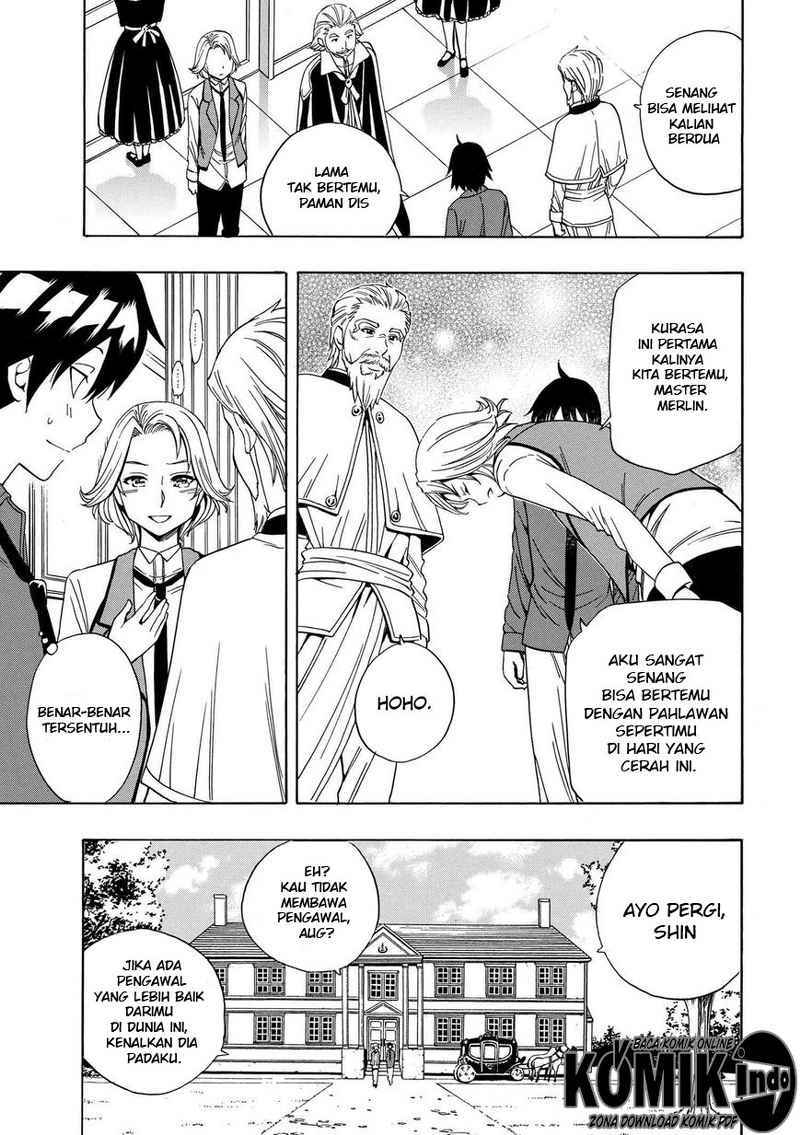 SENANG
BISA MELIHAT
KALIAN
BERDUA
LAMA
TAK BERTEMU,
PAMAN DIS
KURASA
INI PERTAMA
KALINYA
KITA BERTEMU,
MASTER
MERLIN.
AKU SANGAT
SENANG
BISA BERTEMU
DENGAN PAHLAWAN
SEPERTIMU
DI HARI YANG
CERAH INI.
HOHO.
BENAR-BENAR
TERSENTUH...
AYO PERGI,
SHIN
EH?
KAU TIDAK
MEMBAWA
PENGAWAL,
AUG?
JIKA ADA
PENGAWAL
YANG LEBIH BAIK
DARIMU
DI DUNIA INI,
KENALKAN DIA
PADAKU.
BACA KOMIK ONLINE
KOMIK Indo
ZONA DOWNLOAD KOMIK PDF